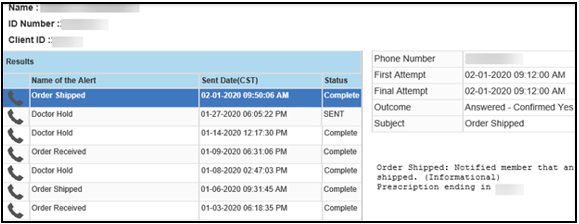 Name :
ID Number :
Client ID :
Results
Name of the Alert Sent Date(CST) Status
Order Shipped 02-01-2020 09:50:06 AM Complete
Doctor Hold 01-27-2020 06:05:22 PM SENT
Doctor Hold 01-14-2020 12:17:30 PM Complete
Order Received 01-09-2020 06:31:06 PM Complete
Doctor Hold 01-08-2020 02:47:03 PM Complete
Order Shipped 01-06-2020 09:31:45 AM Complete
Order Received 01-03-2020 06:18:35 PM Complete
Phone Number
First Attempt 02-01-2020 09:12:00 AM
Final Attempt 02-01-2020 09:12:00 AM
Outcome Answered - Confirmed Yes
Subject Order Shipped
Order Shipped: Notified member that an
shipped. (Informational)
Prescription ending in